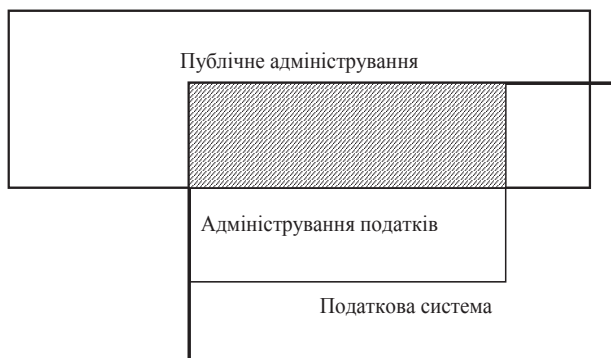 Публічне адміністрування
Адміністрування податків
Податкова система